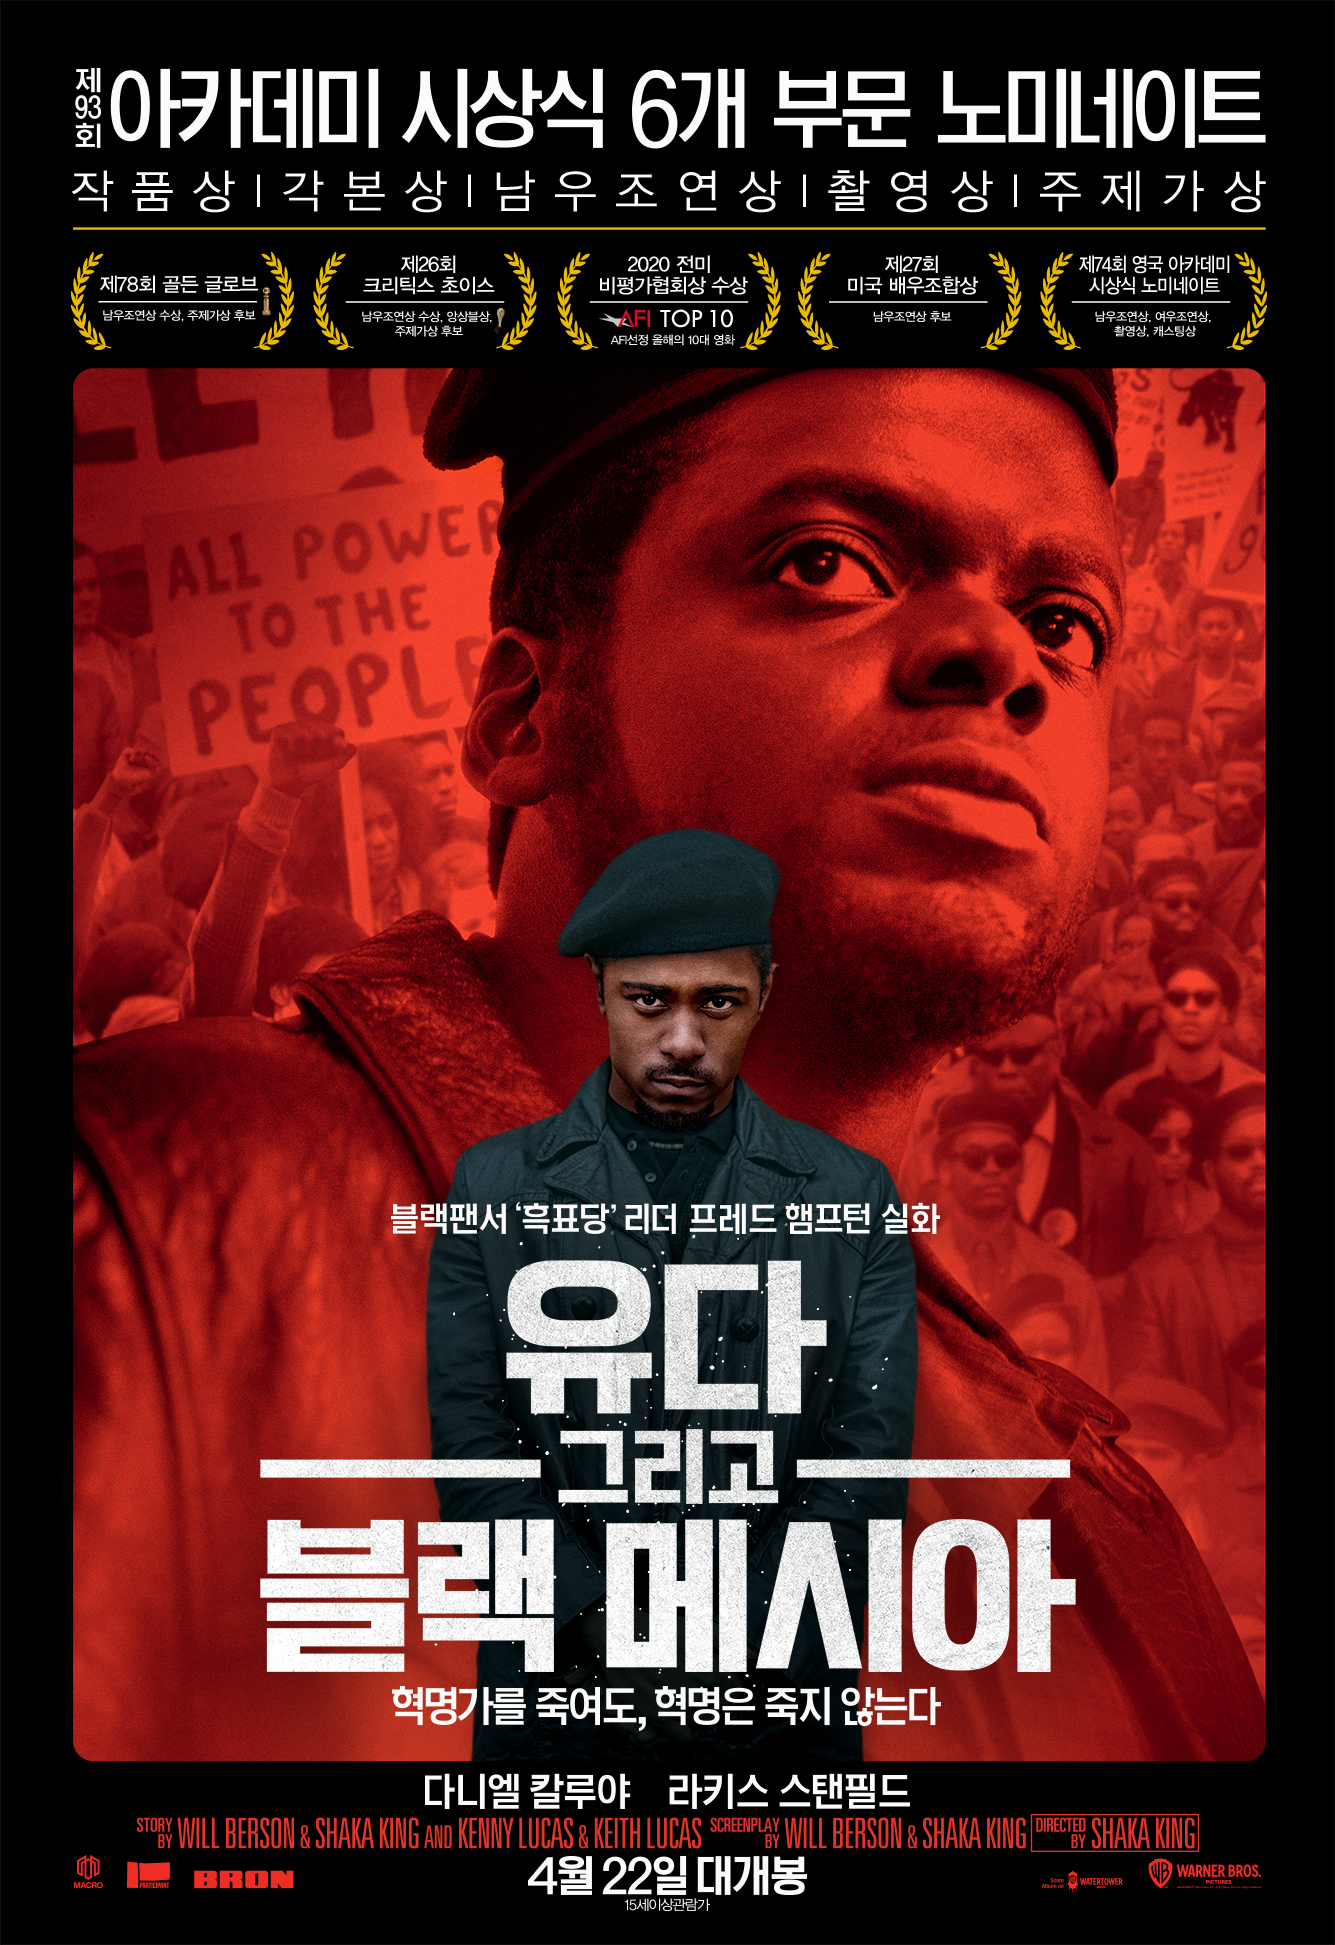 제93회 아카데미 시상식 6개 부문 노미네이트
작품상 | 각본상 | 남우조연상 | 촬영상 | 주제가상
제78회 골든 글로브
남우조연상 수상, 주제가상 후보
제26회
크리틱스 초이스
남우조연상 수상, 앙상블상,
주제가상 후보
2020 전미
비평가협회상 수상
AFI TOP 10
AFI선정 올해의 10대 영화
제27회
미국 배우조합상
남우조연상 후보
제74회 영국 아카데미
시상식 노미네이트
남우조연상, 여우조연상,
촬영상, 캐스팅상
ALL POWER
TO THE
PEOPLE
블랙팬서 ‘흑표당’ 리더 프레드 햄프턴 실화
유다
그리고
블랙 메시아
혁명가를 죽여도, 혁명은 죽지 않는다
다니엘 칼루야 라키스 스탠필드
STORY BY WILL BERSON & SHAKA KING AND KENNY LUCAS & KEITH LUCAS SCREENPLAY BY WILL BERSON & SHAKA KING DIRECTED BY SHAKA KING
MACRO
PARTICIPANT
BRON
4월 22일 대개봉
15세이상관람가
Score Album on
WATERTOWER
WB WARNER BROS.
PICTURES